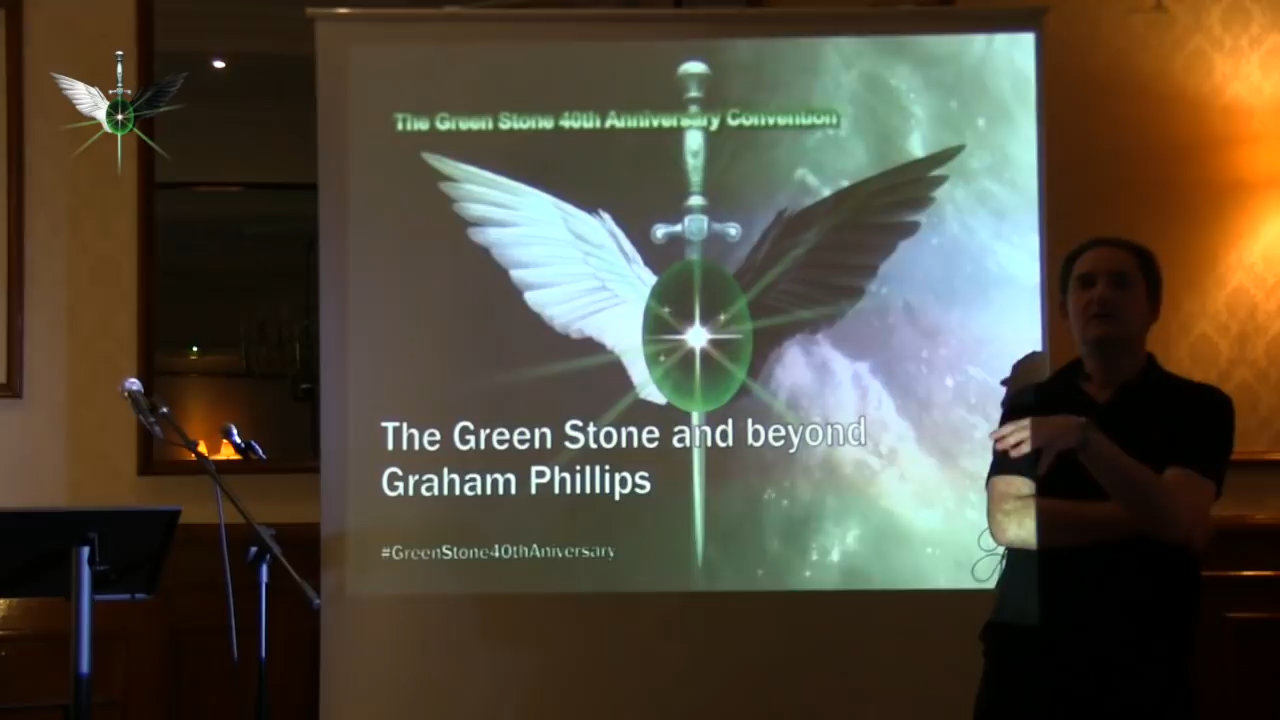 The Green Stone 40th Anniversary Convention
The Green Stone and beyond
Graham Phillips
#GreenStone40thAniversary